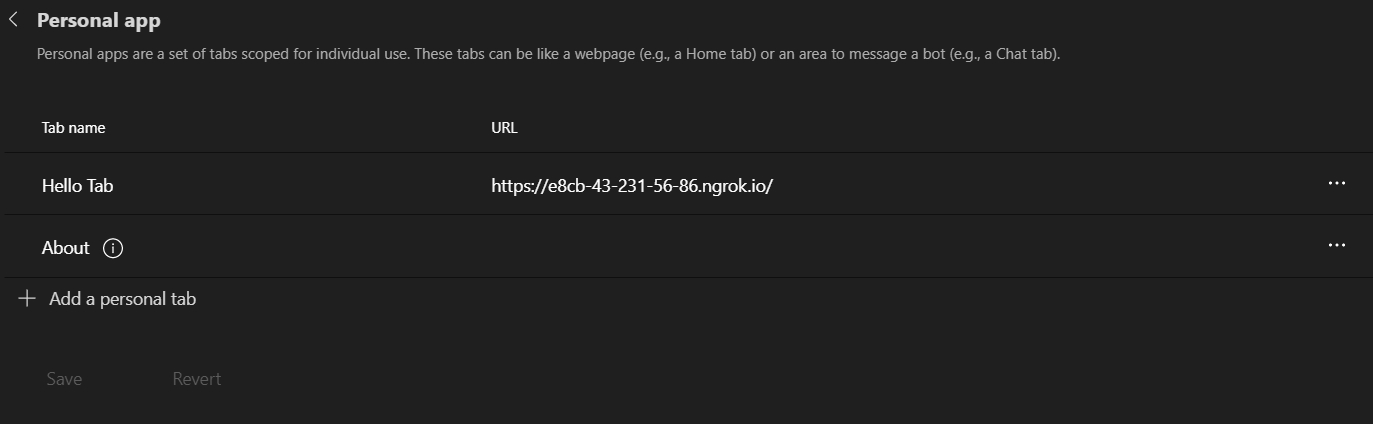 Personal app
Personal apps are a set of tabs scoped for individual use. These tabs can be like a webpage (e.g., a Home tab) or an area to message a bot (e.g., a Chat tab).
Tab name URL
Hello Tab https://e8cb-43-231-56-86.ngrok.io/
About
Add a personal tab
Save Revert